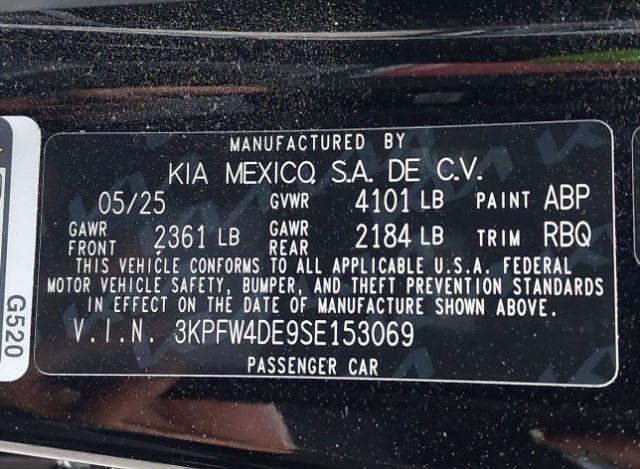 MANUFACTURED BY
KIA MEXICO, S.A. DE C.V.
05/25 GVWR 4101 LB PAINT ABP
GAWR FRONT 2361 LB GAWR REAR 2184 LB TRIM RBQ
THIS VEHICLE CONFORMS TO ALL APPLICABLE U.S.A. FEDERAL
MOTOR VEHICLE SAFETY, BUMPER, AND THEFT PREVENTION STANDARDS
IN EFFECT ON THE DATE OF MANUFACTURE SHOWN ABOVE.
V.I.N. 3KPFW4DE9SE153069
PASSENGER CAR
G520